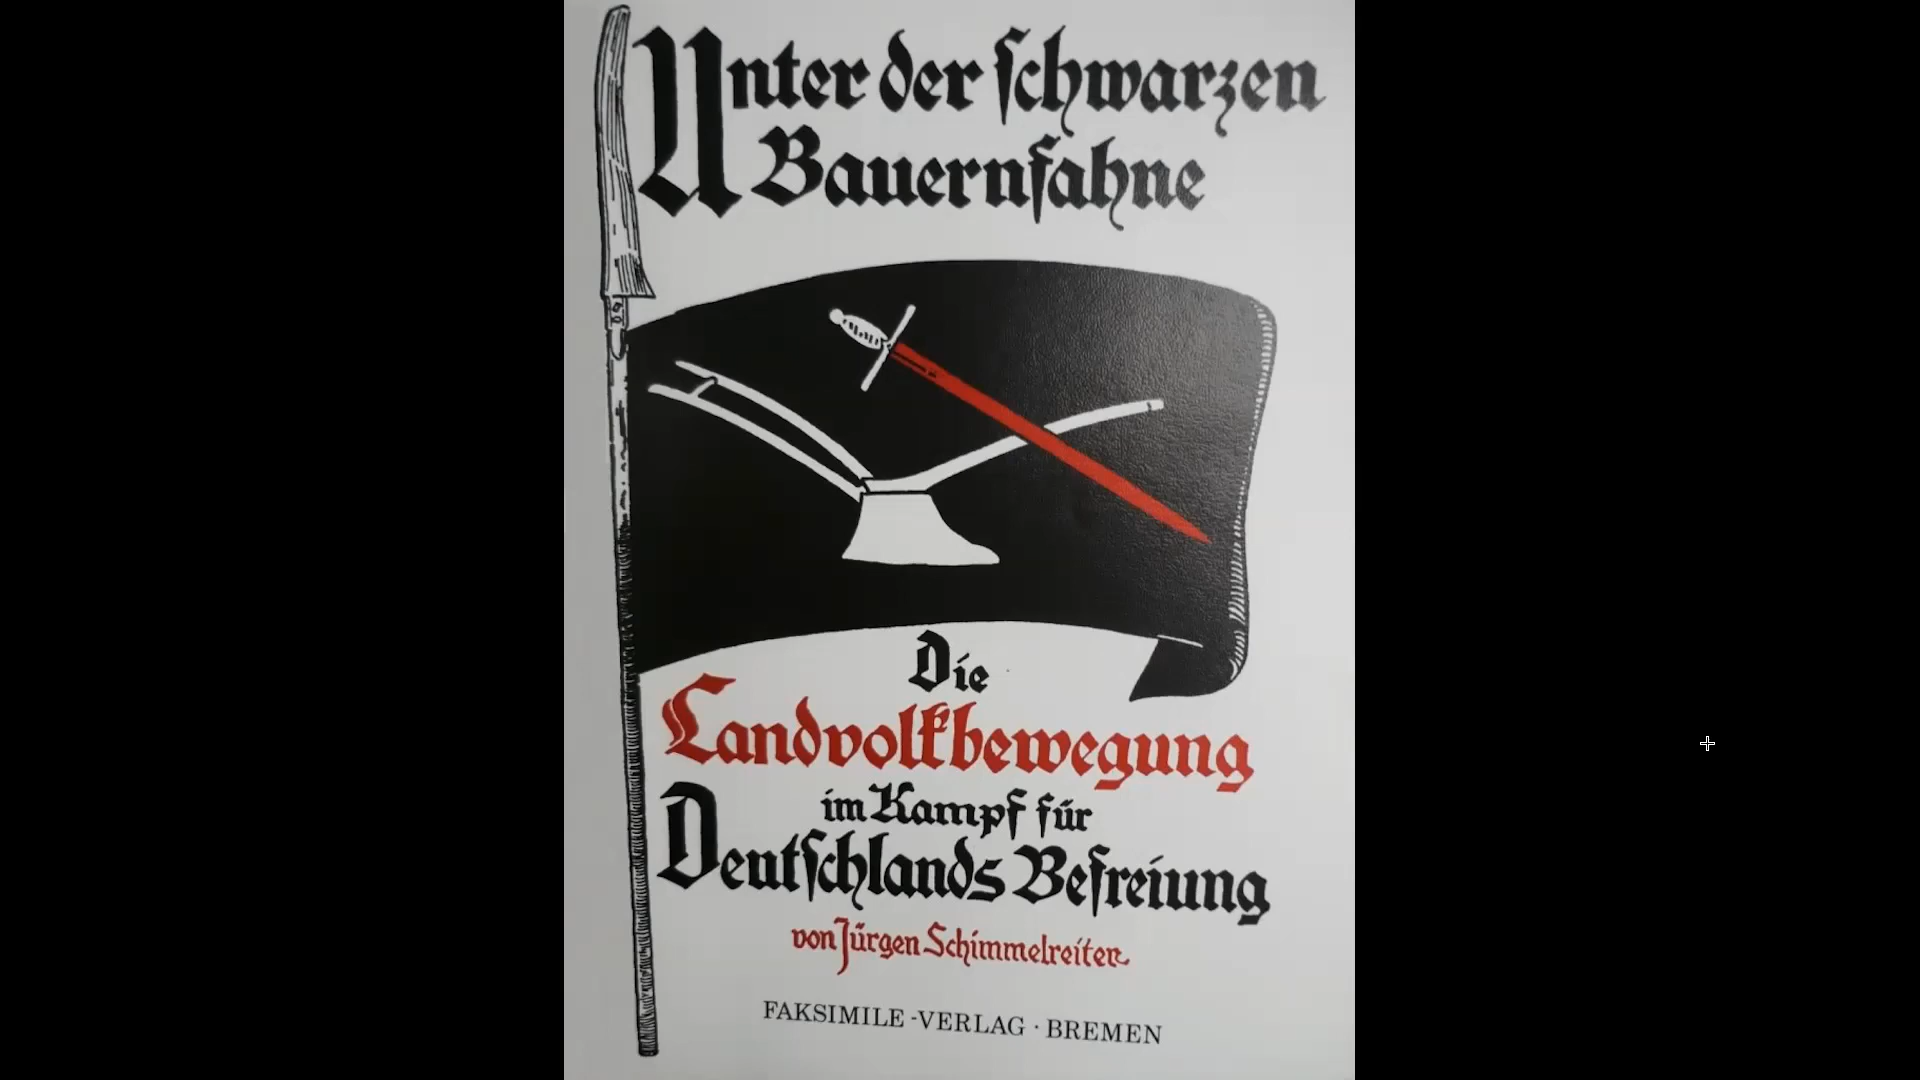 Unter der ſchwarzen
Bauernfahne
Die
Landvolkbewegung
im Kampf für
Deutſchlands Befreiung
von Jürgen Schimmelreiter
FAKSIMILE-VERLAG · BREMEN